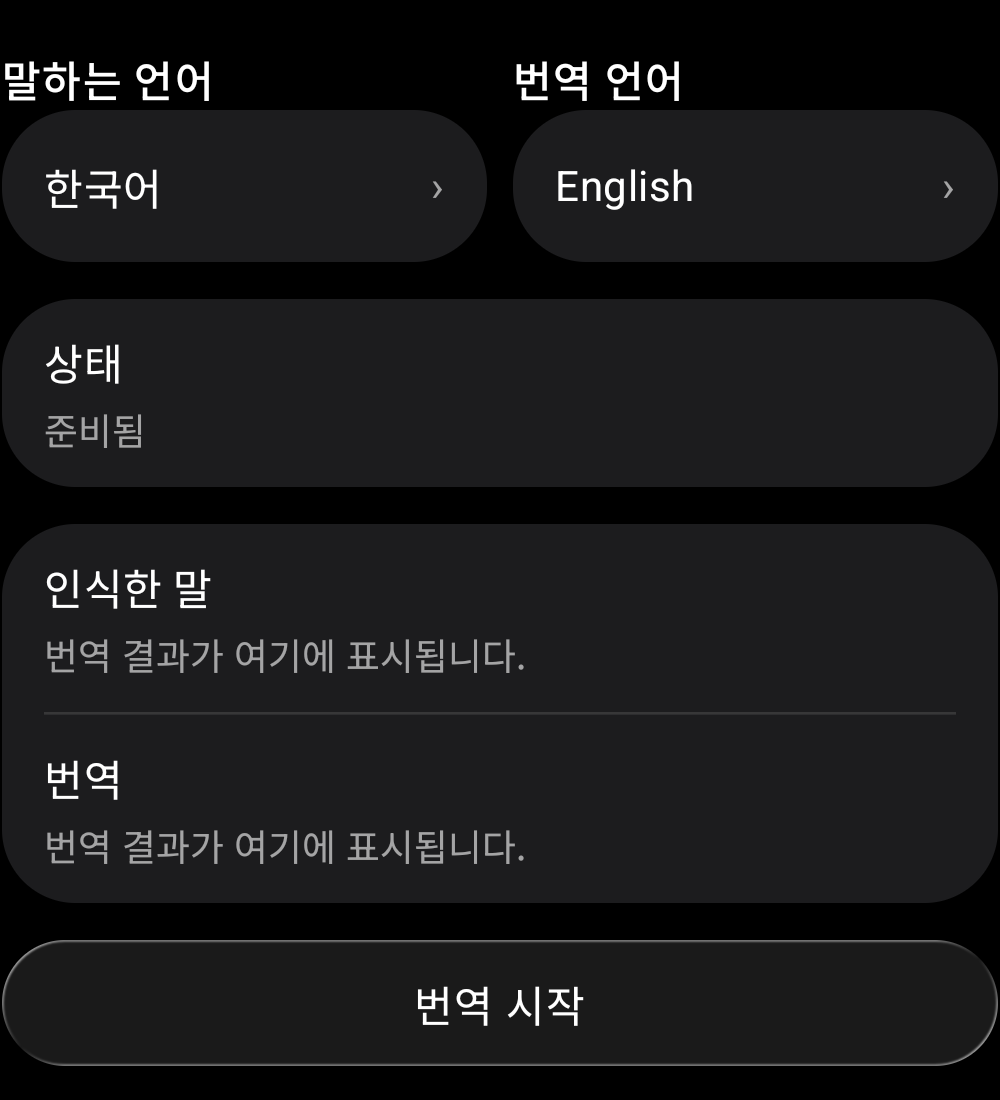 말하는 언어
번역 언어
한국어 ›
English ›
상태
준비됨
인식한 말
번역 결과가 여기에 표시됩니다.
번역
번역 결과가 여기에 표시됩니다.
번역 시작